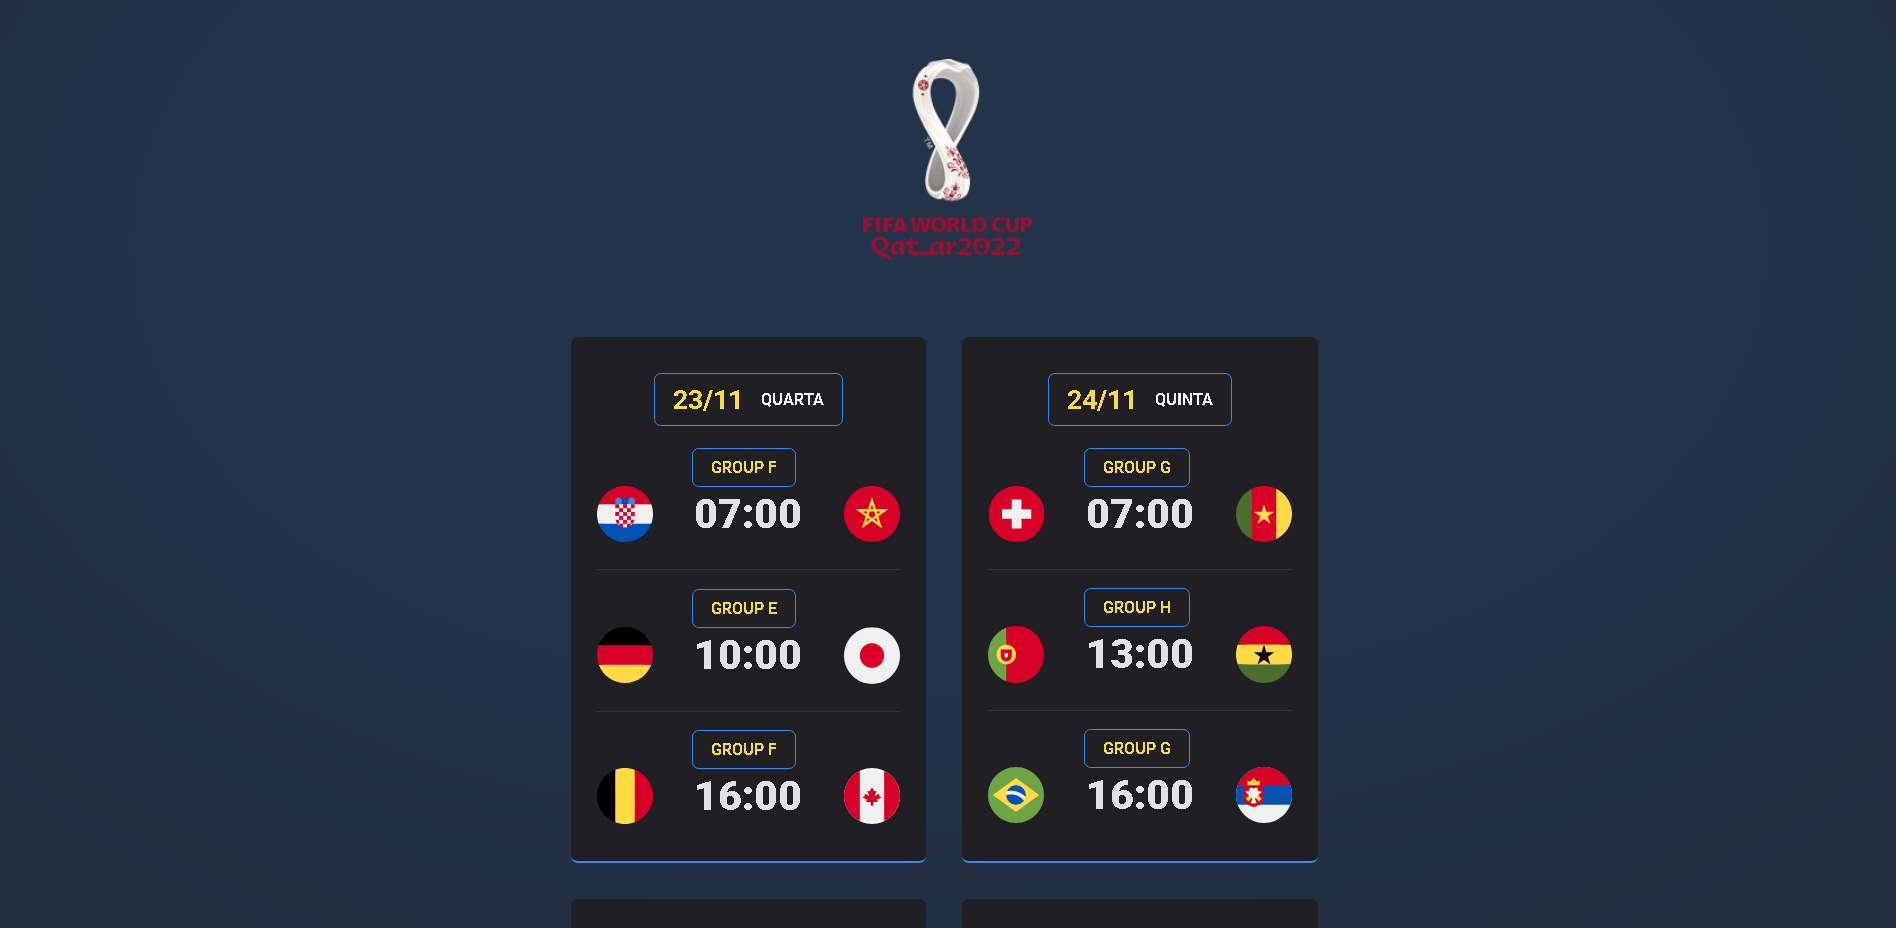 TM
FIFA WORLD CUP
Qatar2022
23/11 QUARTA
GROUP F
07:00
GROUP E
10:00
GROUP F
16:00
24/11 QUINTA
GROUP G
07:00
GROUP H
13:00
GROUP G
16:00